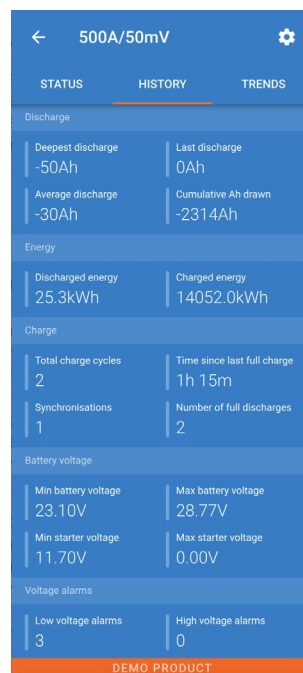 500A/50mV
STATUS HISTORY TRENDS
Discharge
Deepest discharge Last discharge
-50Ah 0Ah
Average discharge Cumulative Ah drawn
-30Ah -2314Ah
Energy
Discharged energy Charged energy
25.3kWh 14052.0kWh
Charge
Total charge cycles Time since last full charge
2 1h 15m
Synchronisations Number of full discharges
1 2
Battery voltage
Min battery voltage Max battery voltage
23.10V 28.77V
Min starter voltage Max starter voltage
11.70V 0.00V
Voltage alarms
Low voltage alarms High voltage alarms
3 0
DEMO PRODUCT